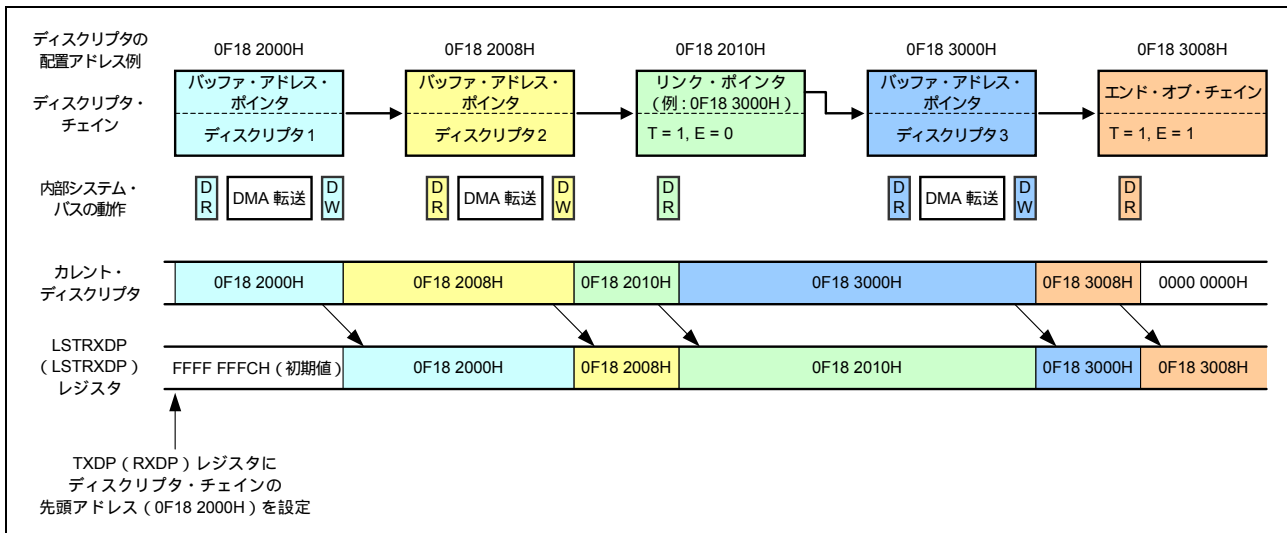 ディスクリプタの
配置アドレス例
0F18 2000H
0F18 2008H
0F18 2010H
0F18 3000H
0F18 3008H
ディスクリプタ・
チェイン
バッファ・アドレス・
ポインタ
ディスクリプタ1
バッファ・アドレス・
ポインタ
ディスクリプタ2
リンク・ポインタ
(例:0F18 3000H)
T = 1, E = 0
バッファ・アドレス・
ポインタ
ディスクリプタ3
エンド・オブ・チェイン
T = 1, E = 1
内部システム・
バスの動作
D
R
DMA 転送
D
W
D
R
DMA 転送
D
W
D
R
D
R
DMA 転送
D
W
D
R
カレント・
ディスクリプタ
0F18 2000H
0F18 2008H
0F18 2010H
0F18 3000H
0F18 3008H
0000 0000H
LSTRXDP
(LSTRXDP)
レジスタ
FFFF FFFCH(初期値)
0F18 2000H
0F18 2008H
0F18 2010H
0F18 3000H
0F18 3008H
TXDP(RXDP)レジスタに
ディスクリプタ・チェインの
先頭アドレス(0F18 2000H)を設定